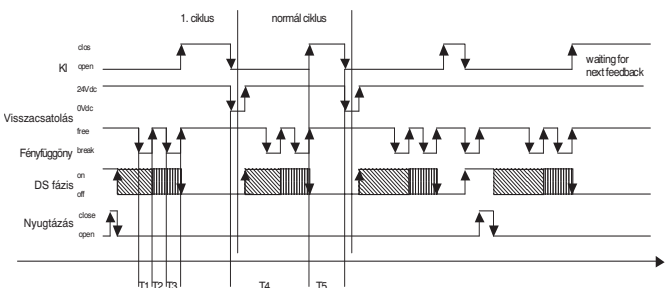 1. ciklus normál ciklus
clos
KI open
waiting for
next feedback
24Vdc
0Vdc
Visszacsatolás
free
Fényfüggöny break
on
DS fázis
off
close
Nyugtázás
open
T1 T2 T3 T4 T5